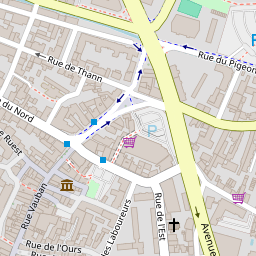 Rue du Pigeon
Rue de Thann
P
du Nord
P
Ruest
Rue Vauban
Rue de l'Ours
es Laboureurs
Rue de l'Est
Avenue